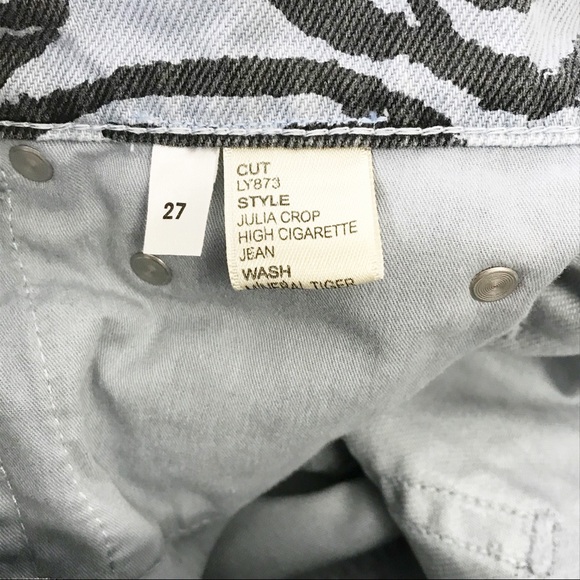 27
CUT
LY873
STYLE
JULIA CROP
HIGH CIGARETTE
JEAN
WASH
MINERAL TIGER